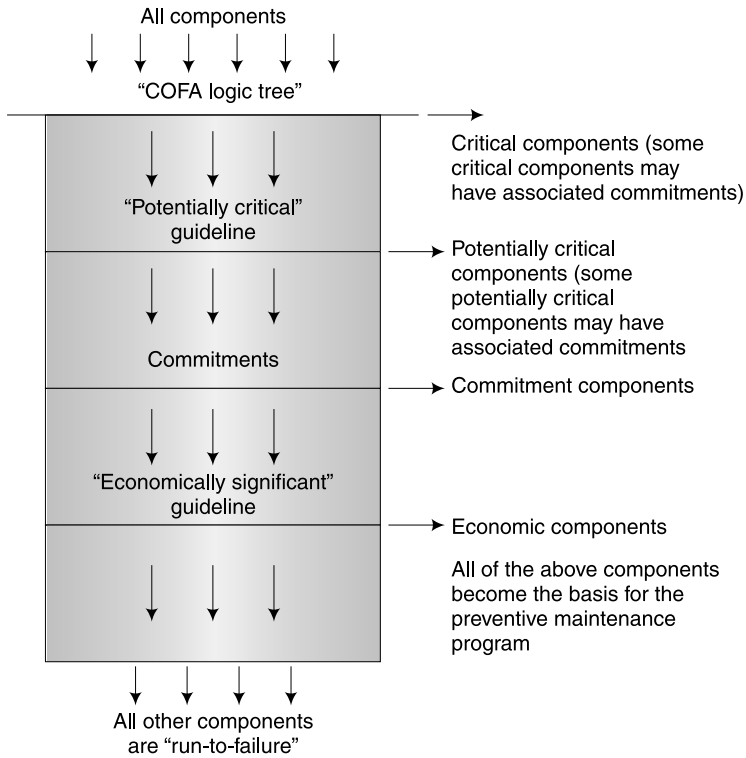 All components
“COFA logic tree”
Critical components (some
critical components may
have associated commitments)
“Potentially critical”
guideline
Potentially critical
components (some
potentially critical
components may have
associated commitments
Commitments
Commitment components
“Economically significant”
guideline
Economic components
All of the above components
become the basis for the
preventive maintenance
program
All other components
are “run-to-failure”